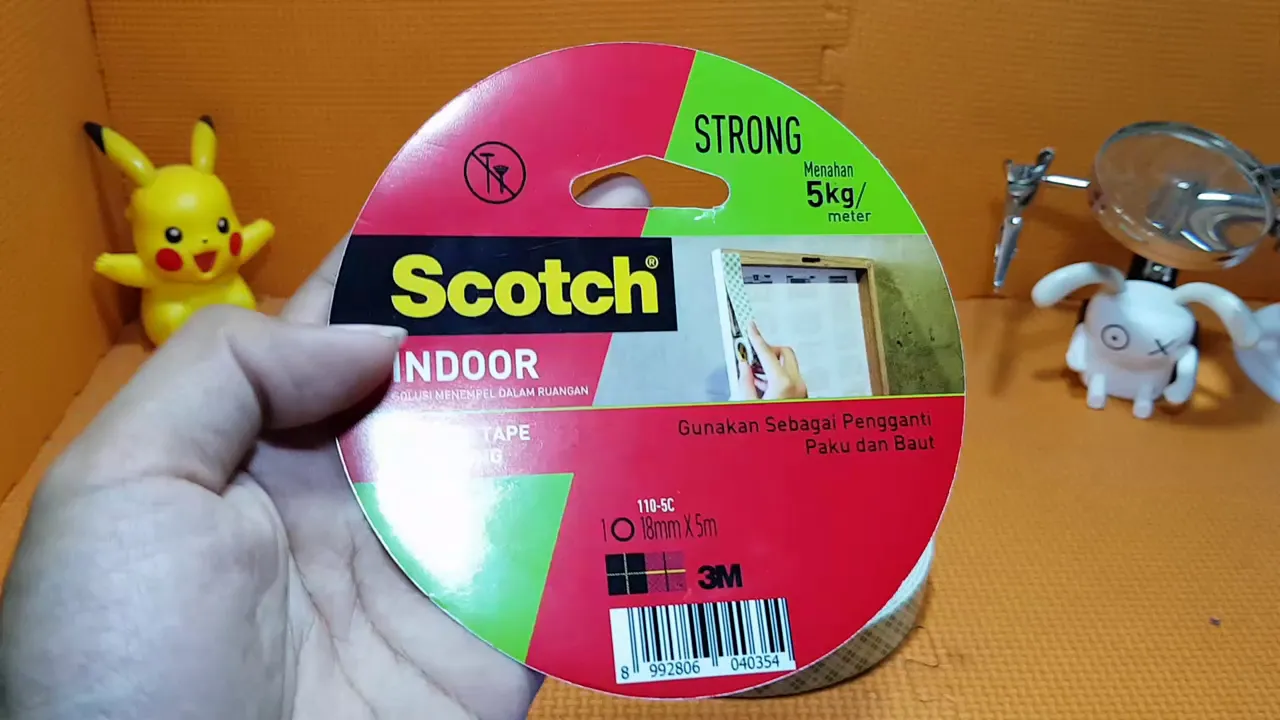 STRONG
Menahan
5kg/
meter
Scotch®
INDOOR
SOLUSI MENEMPEL DALAM RUANGAN
TAPE
Gunakan Sebagai Pengganti
Paku dan Baut
110-5C
1 18mm X 5m
3M
8 992806 040354